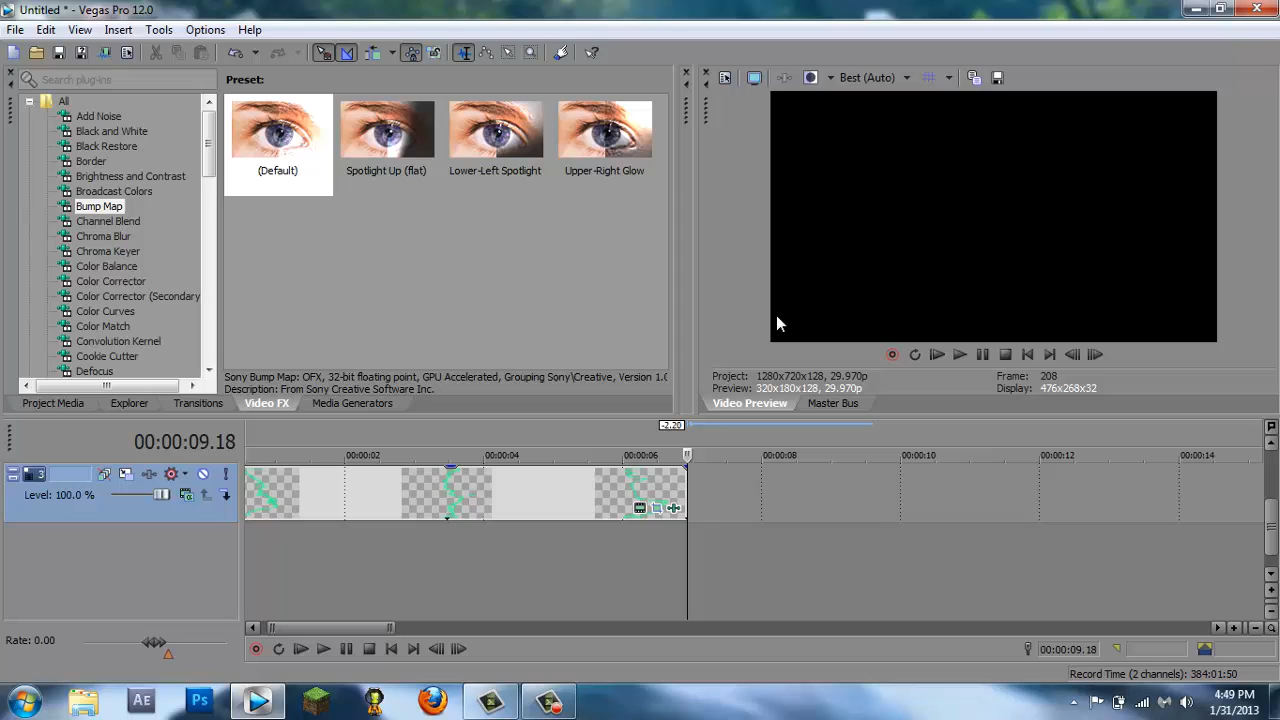 Untitled * - Vegas Pro 12.0
File Edit View Insert Tools Options Help
Search plug-ins
Preset:
Best (Auto)
All
Add Noise
Black and White
Black Restore
Border
Brightness and Contrast
Broadcast Colors
Bump Map
Channel Blend
Chroma Blur
Chroma Keyer
Color Balance
Color Corrector
Color Corrector (Secondary
Color Curves
Color Match
Convolution Kernel
Cookie Cutter
Defocus
(Default)
Spotlight Up (flat)
Lower-Left Spotlight
Upper-Right Glow
Sony Bump Map: OFX, 32-bit floating point, GPU Accelerated, Grouping Sony\Creative, Version 1.0
Description: From Sony Creative Software Inc.
Project: 1280x720x128, 29.970p
Frame: 208
Preview: 320x180x128, 29.970p
Display: 476x268x32
Project Media Explorer Transitions Video FX Media Generators
Video Preview Master Bus
00:00:09.18
-2.20
00:00:02 00:00:04 00:00:06 00:00:08 00:00:10 00:00:12 00:00:14
3
Level: 100.0 %
Rate: 0.00
00:00:09.18
Record Time (2 channels): 384:01:50
AE
Ps
4:49 PM
1/31/2013